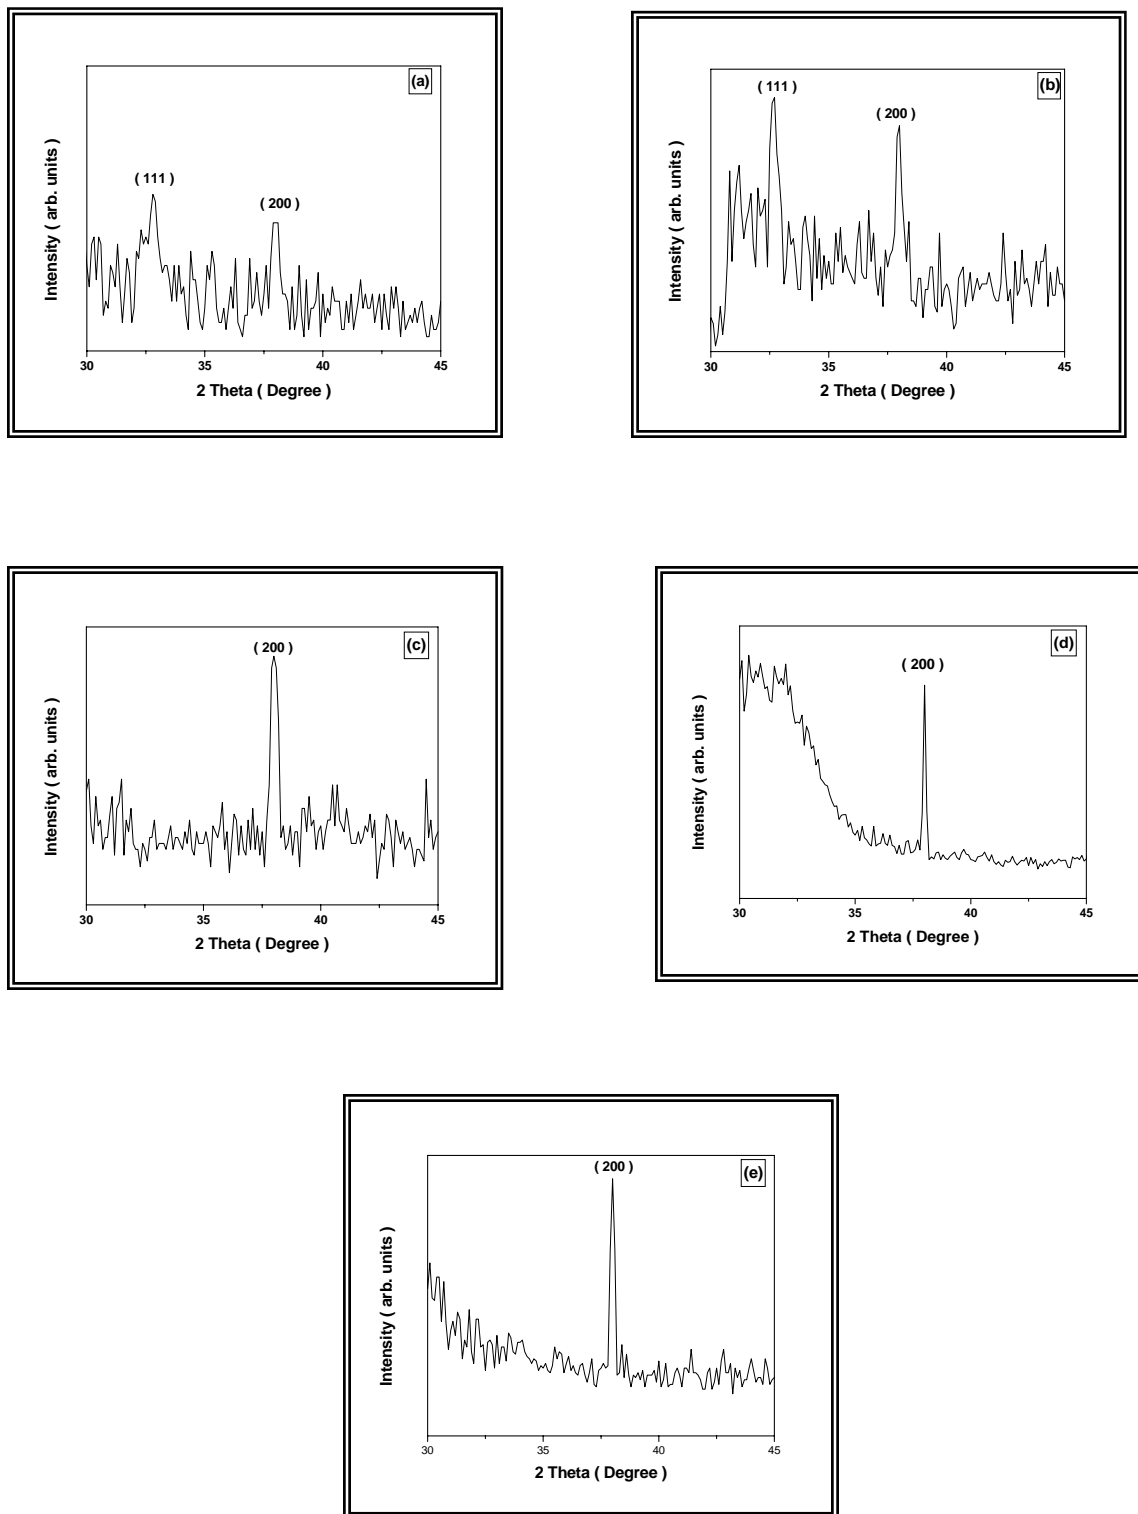 (a)
( 111 )
( 200 )
Intensity ( arb. units )
30 35 40 45
2 Theta ( Degree )
(b)
( 111 )
( 200 )
Intensity ( arb. units )
30 35 40 45
2 Theta ( Degree )
(c)
( 200 )
Intensity ( arb. units )
30 35 40 45
2 Theta ( Degree )
(d)
( 200 )
Intensity ( arb. units )
30 35 40 45
2 Theta ( Degree )
(e)
( 200 )
Intensity ( arb. units )
30 35 40 45
2 Theta ( Degree )